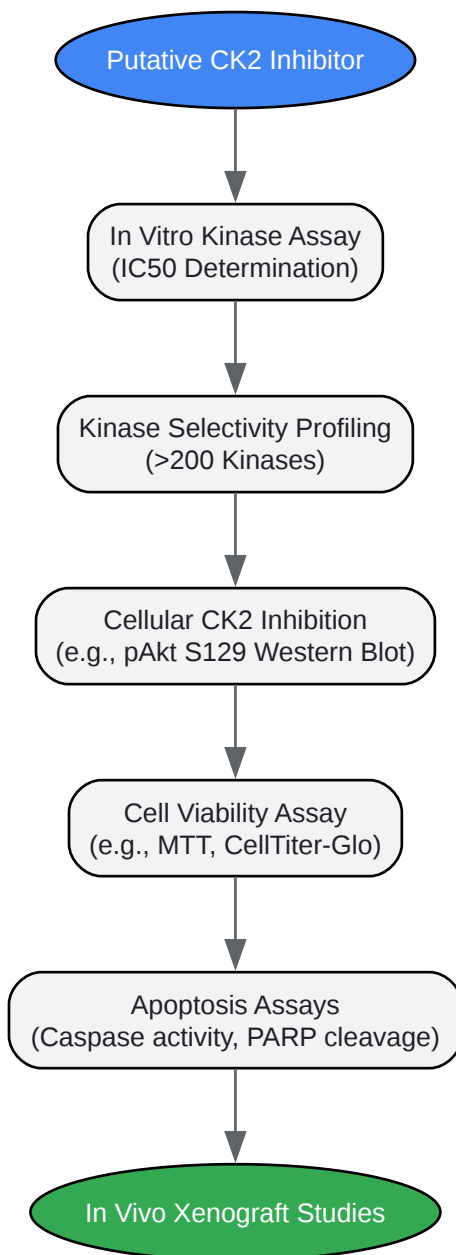 Putative CK2 Inhibitor
In Vitro Kinase Assay
(IC50 Determination)
Kinase Selectivity Profiling
(>200 Kinases)
Cellular CK2 Inhibition
(e.g., pAkt S129 Western Blot)
Cell Viability Assay
(e.g., MTT, CellTiter-Glo)
Apoptosis Assays
(Caspase activity, PARP cleavage)
In Vivo Xenograft Studies